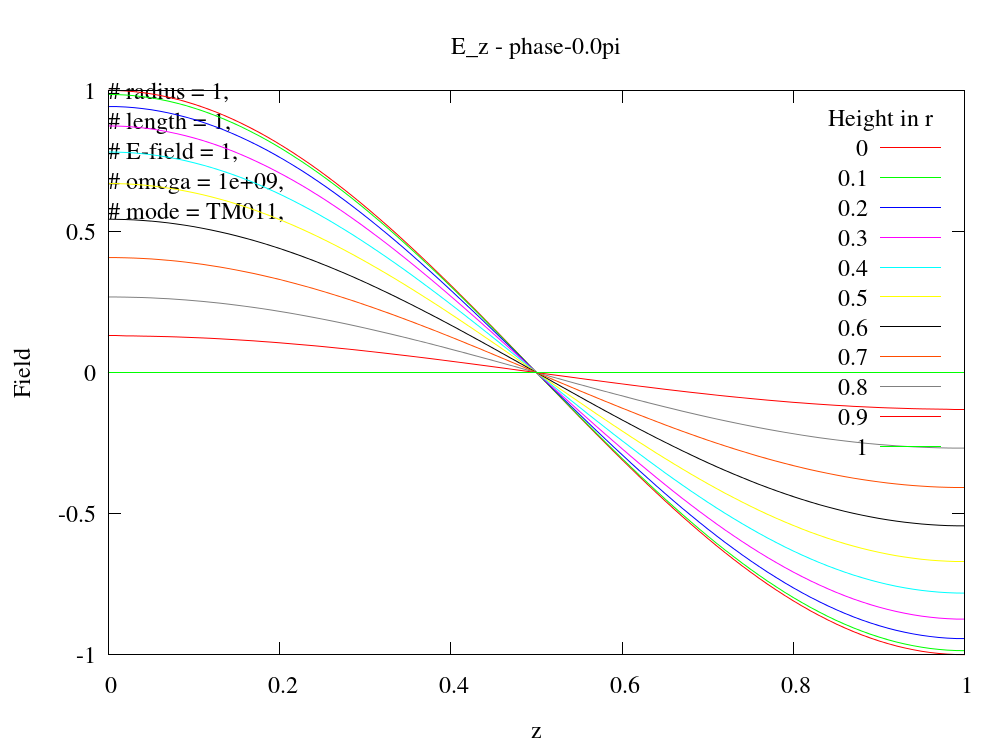 E_z - phase-0.0pi
# radius = 1,
# length = 1,
# E-field = 1,
# omega = 1e+09,
# mode = TM011,
Height in r
0
0.1
0.2
0.3
0.4
0.5
0.6
0.7
0.8
0.9
1
1
0.5
0
-0.5
-1
Field
0 0.2 0.4 0.6 0.8 1
z